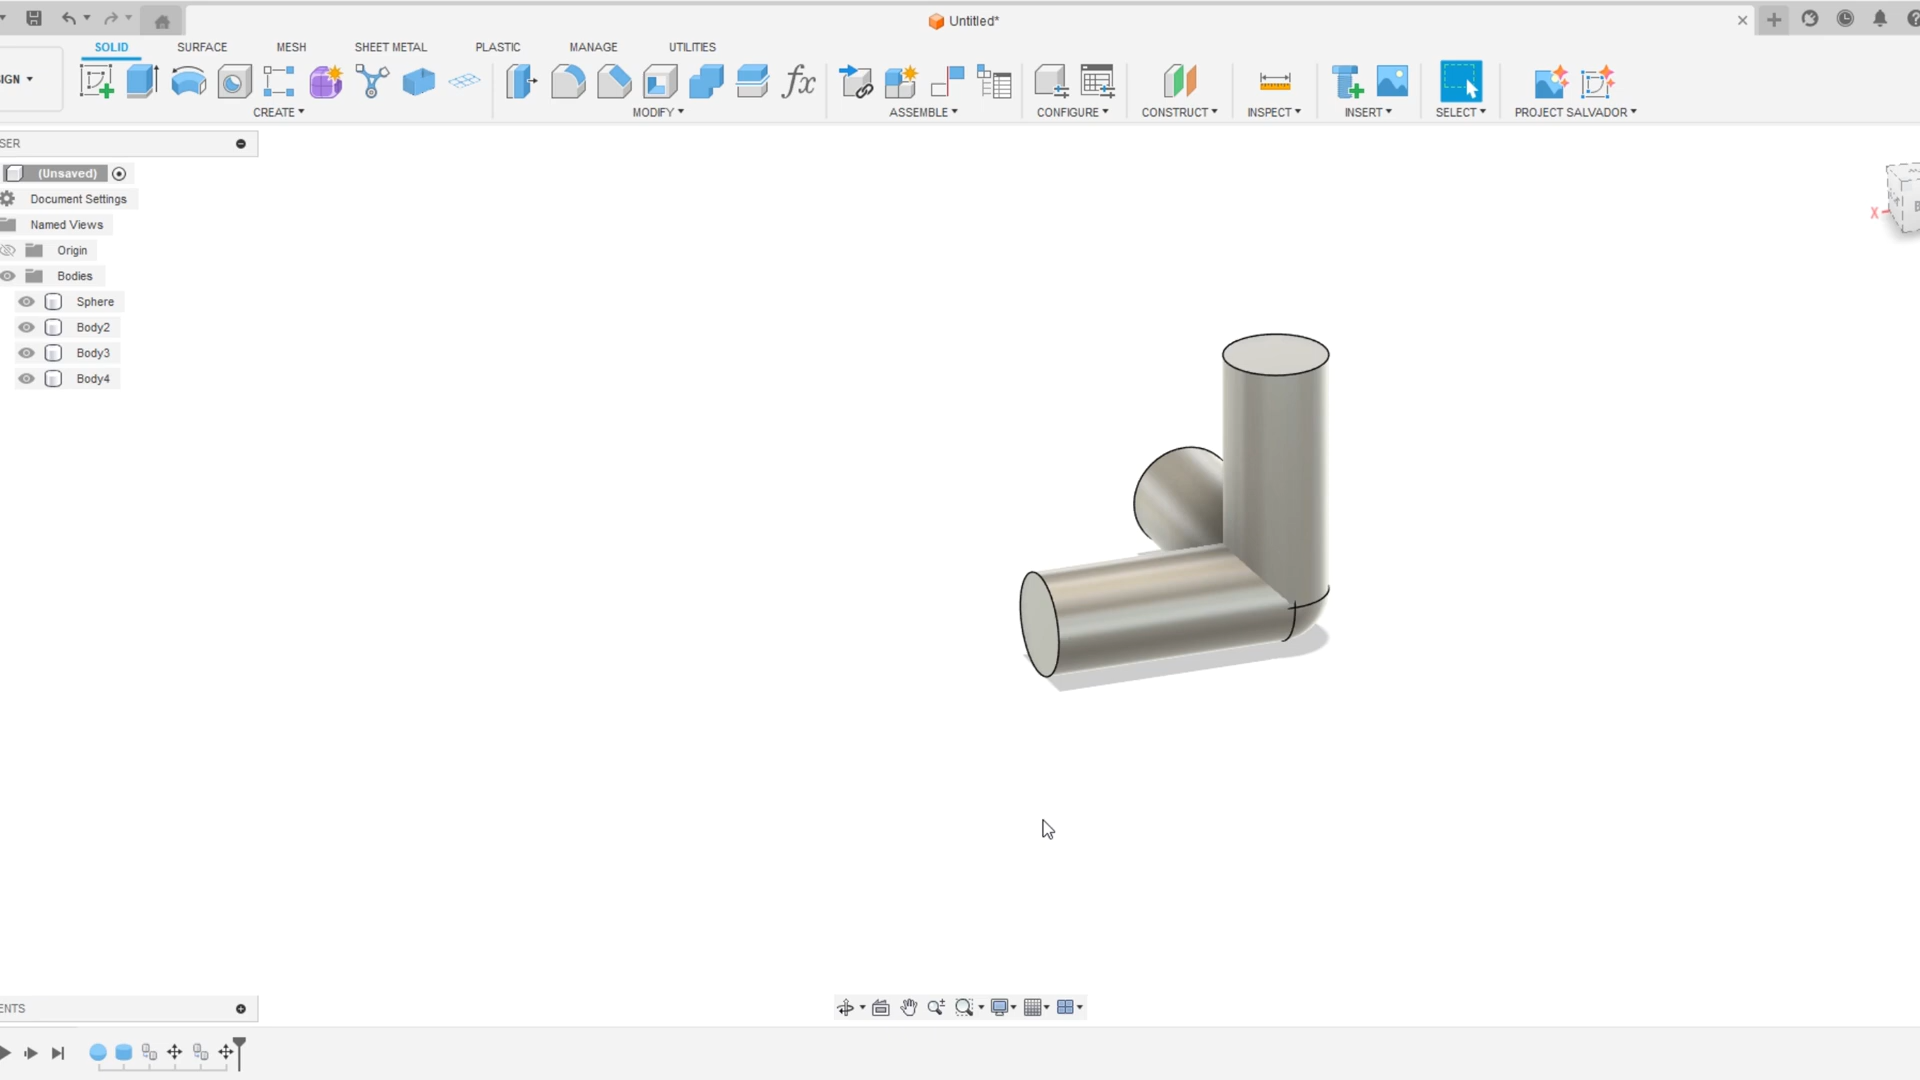 Untitled*
SOLID SURFACE MESH SHEET METAL PLASTIC MANAGE UTILITIES
IGN
fx
CREATE MODIFY ASSEMBLE CONFIGURE CONSTRUCT INSPECT INSERT SELECT PROJECT SALVADOR
SER
(Unsaved)
Document Settings
Named Views
Origin
Bodies
Sphere
Body2
Body3
Body4
X
ENTS